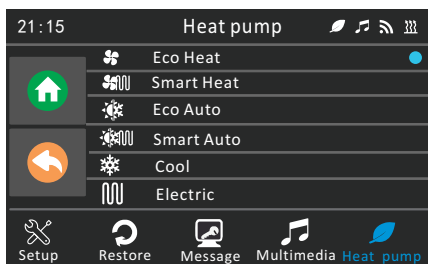 21:15 Heat pump
Eco Heat
Smart Heat
Eco Auto
Smart Auto
Cool
Electric
Setup Restore Message Multimedia Heat pump